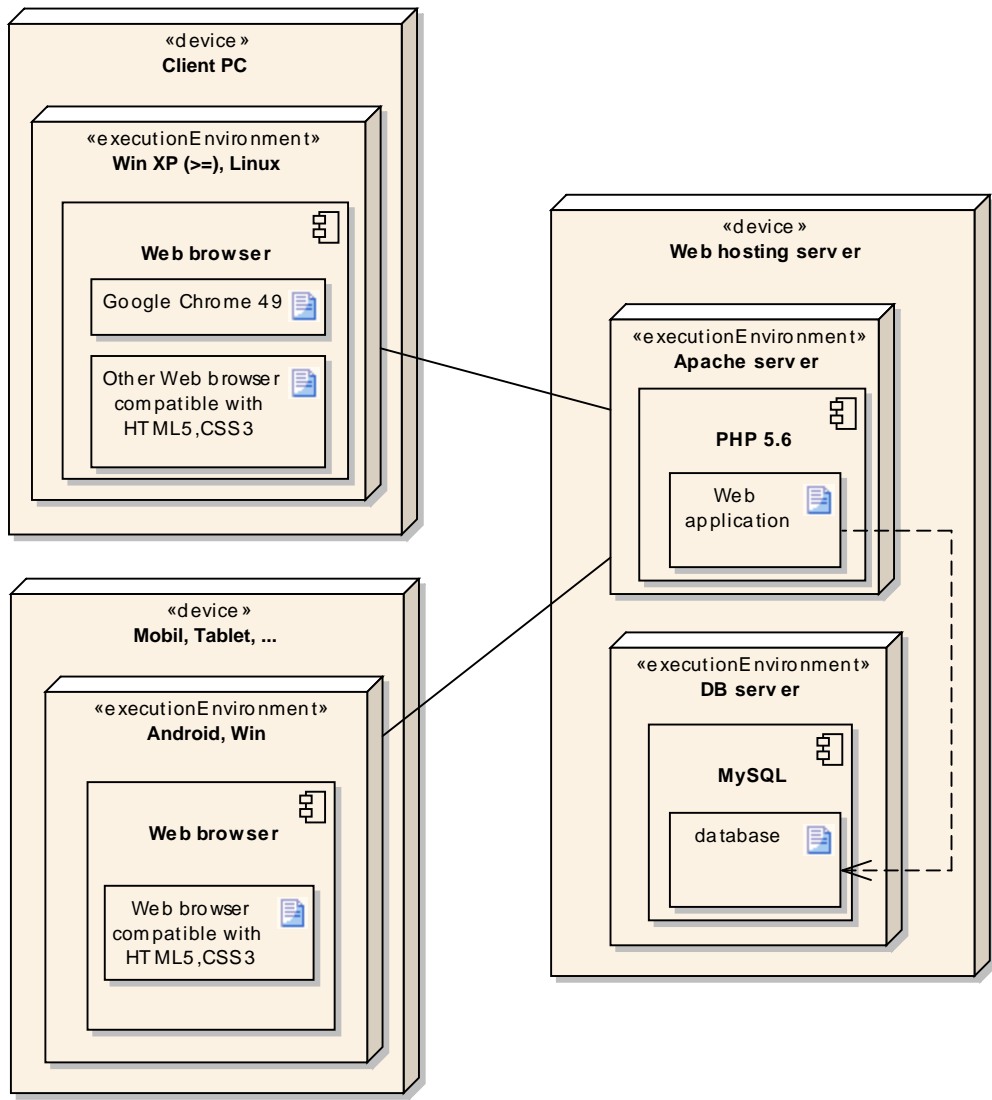 «device»
Client PC
«executionEnvironment»
Win XP (>=), Linux
Web browser
Google Chrome 49
Other Web browser
compatible with
HTML5,CSS3
«device»
Mobil, Tablet, ...
«executionEnvironment»
Android, Win
Web browser
Web browser
compatible with
HTML5,CSS3
«device»
Web hosting server
«executionEnvironment»
Apache server
PHP 5.6
Web
application
«executionEnvironment»
DB server
MySQL
database